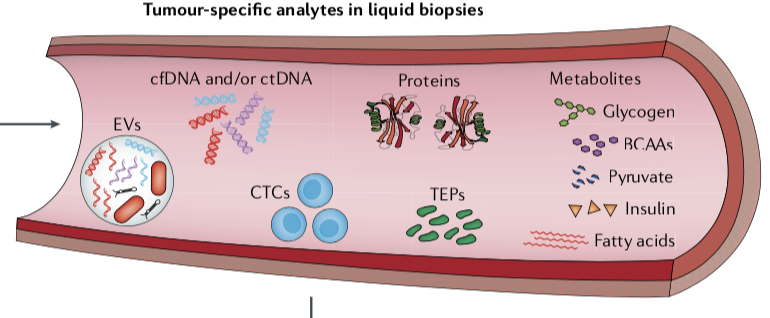 Tumour-specific analytes in liquid biopsies
cfDNA and/or ctDNA
Proteins
Metabolites
Glycogen
EVs
BCAAs
Pyruvate
CTCs
TEPs
Insulin
Fatty acids